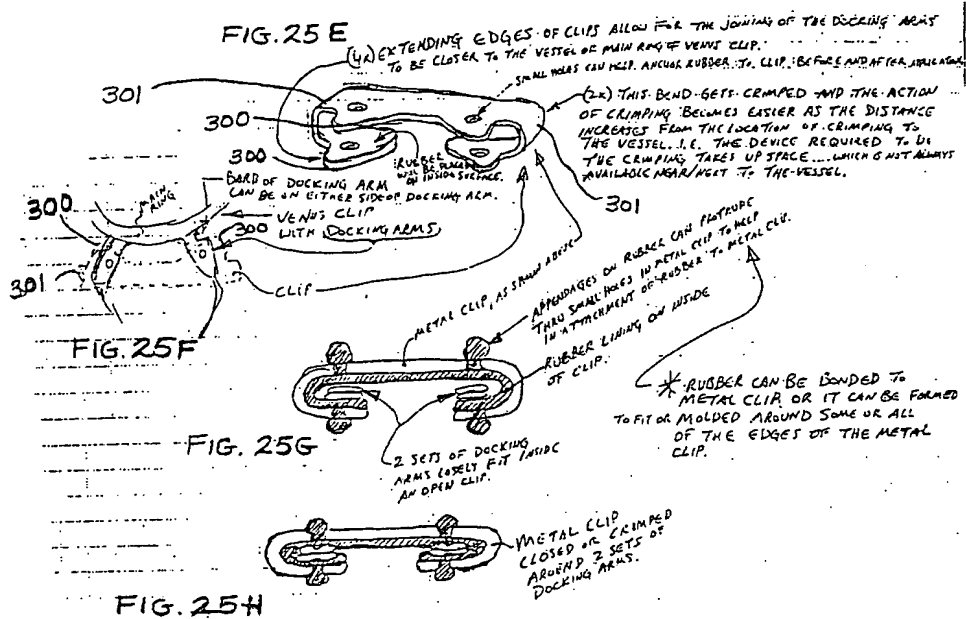 FIG. 25E
(4x) EXTENDING EDGES OF CLIPS ALLOW FOR THE JOINING OF THE DOCKING ARMS
TO BE CLOSER TO THE VESSEL OF MAIN RING OF VENUS CLIP.
SMALL HOLES CAN HELP ANCHOR RUBBER TO CLIP BEFORE AND AFTER
301
300
300
RUBBER
WILL BE PLACED
ON INSIDE SURFACE.
(2x) THIS BEND GETS CRIMPED AND THE ACTION
OF CRIMPING BECOMES EASIER AS THE DISTANCE
INCREASES FROM THE LOCATION OF CRIMPING TO
THE VESSEL. I.E. THE DEVICE REQUIRED TO DO
THE CRIMPING TAKES UP SPACE.... WHICH IS NOT ALWAYS
AVAILABLE NEAR/NEXT TO THE VESSEL.
301
BARB OF DOCKING ARM
CAN BE ON EITHER SIDE OF DOCKING ARM.
MAIN
RING
VENUS CLIP
WITH DOCKING ARMS
300
300
301
CLIP
FIG. 25F
METAL CLIP, AS SHOWN ABOVE
APPENDAGES ON RUBBER CAN PROTRUDE
THRU SMALL HOLES IN METAL CLIP TO HELP
IN ATTACHMENT OF RUBBER TO METAL CLIP.
RUBBER LINING ON INSIDE
OF CLIP.
FIG. 25G
2 SETS OF DOCKING
ARMS LOSELY FIT INSIDE
AN OPEN CLIP.
* RUBBER CAN BE BONDED TO
METAL CLIP OR IT CAN BE FORMED
TO FIT OR MOLDED AROUND SOME OR ALL
OF THE EDGES OF THE METAL
CLIP.
METAL CLIP
CLOSED OR CRIMPED
AROUND 2 SETS OF
DOCKING ARMS.
FIG. 25H